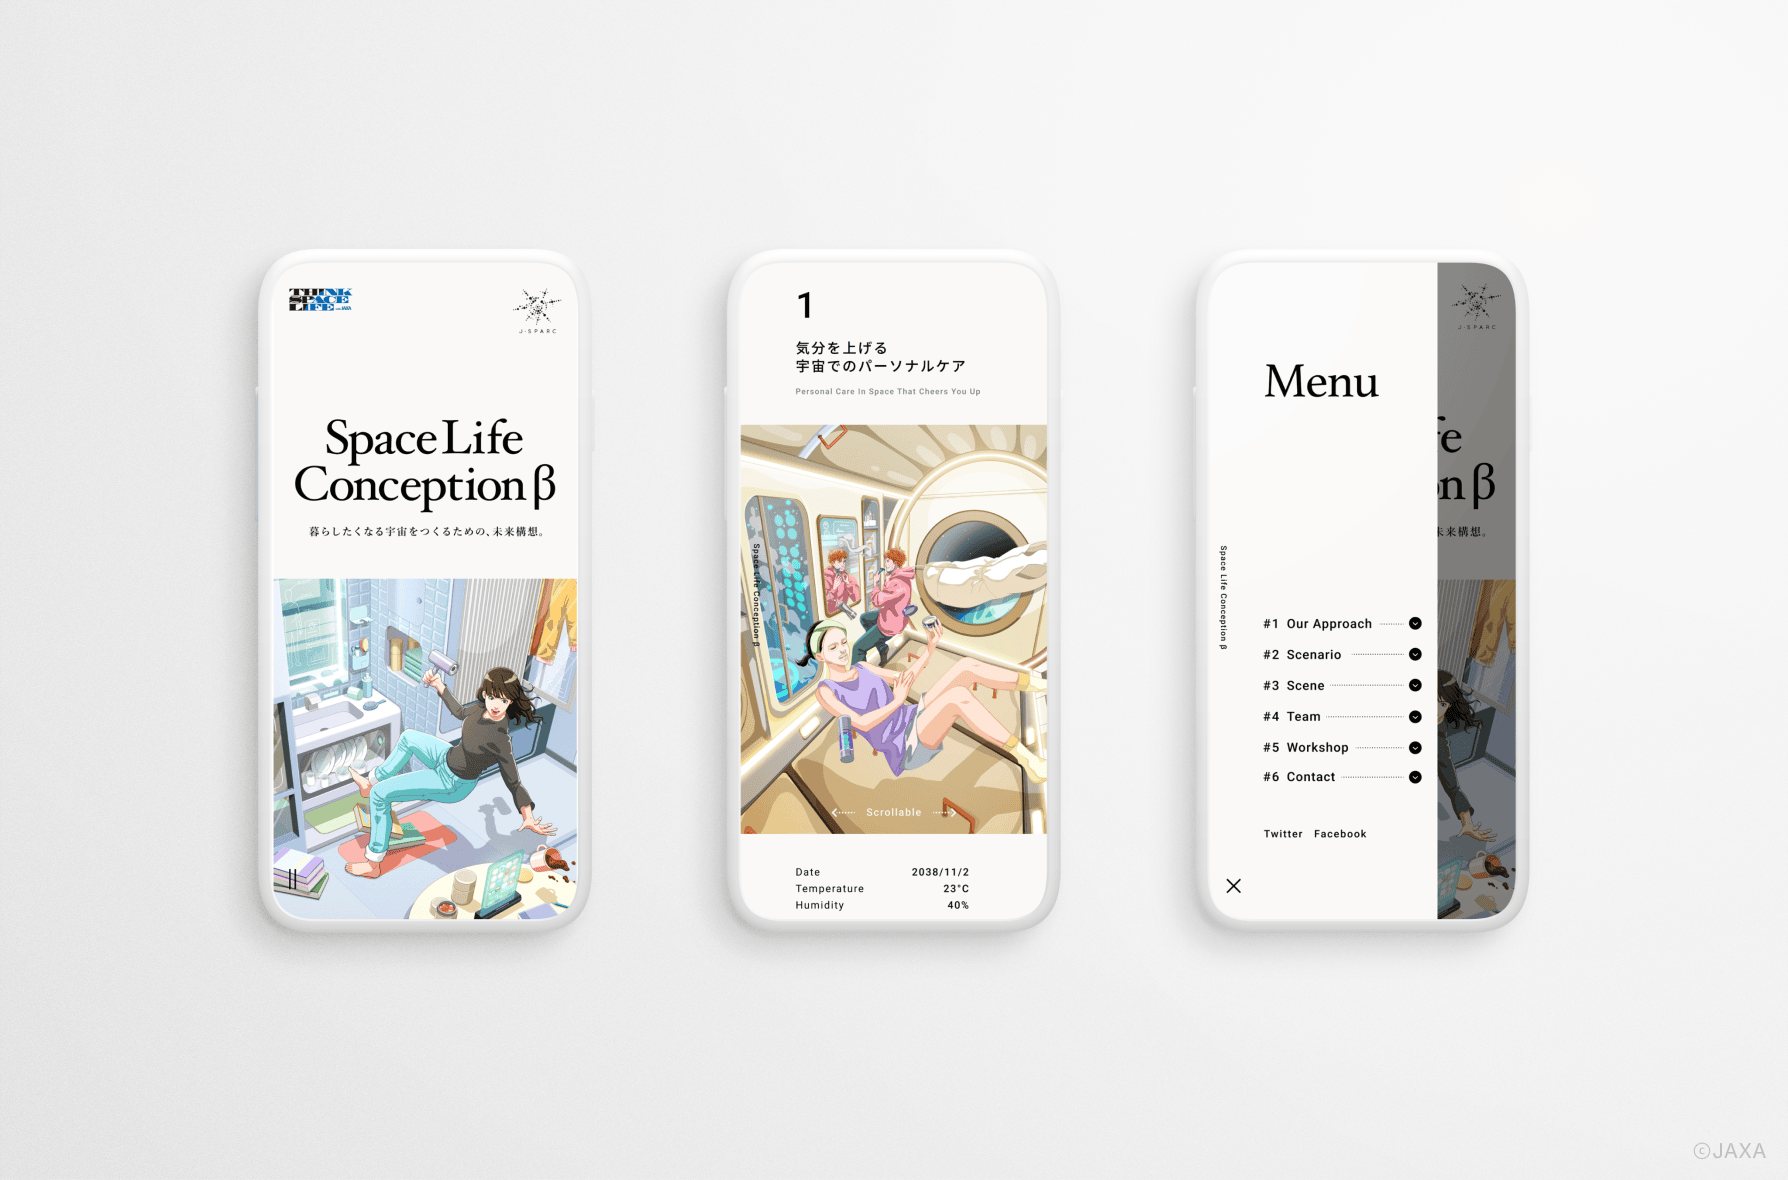 THINK
SPACE
LIFE
JAXA
J-SPARC
Space Life
Conception β
暮らしたくなる宇宙をつくるための、未来構想。
1
気分を上げる
宇宙でのパーソナルケア
Personal Care In Space That Cheers You Up
Space Life Conception β
Scrollable
Date 2038/11/2
Temperature 23°C
Humidity 40%
J-SPARC
Menu
fe
on β
未来構想。
Space Life Conception β
#1 Our Approach
#2 Scenario
#3 Scene
#4 Team
#5 Workshop
#6 Contact
Twitter Facebook
©JAXA